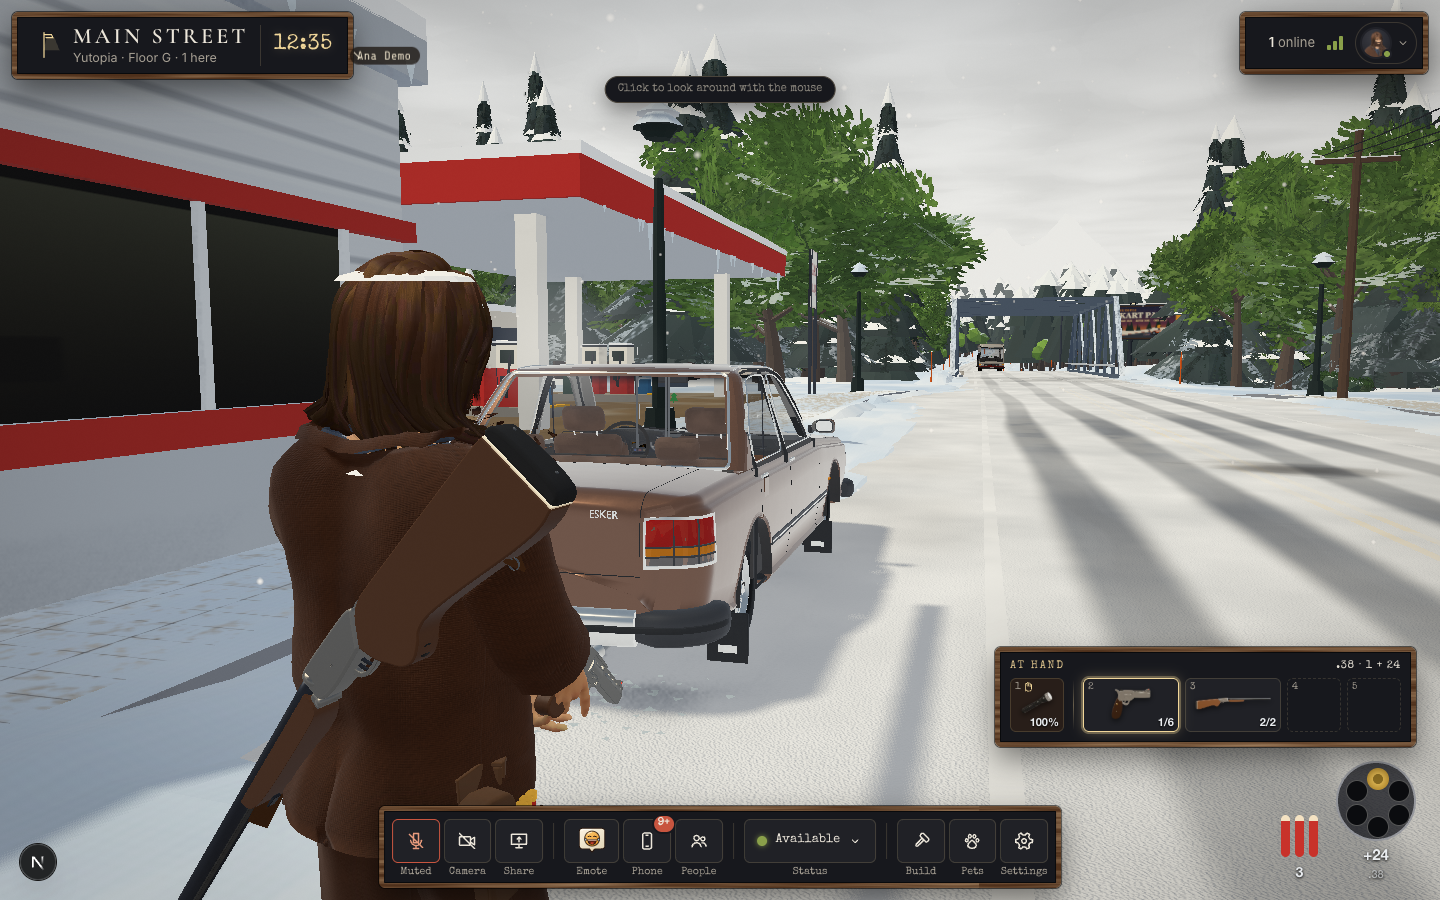 MAIN STREET
Yutopia · Floor G · 1 here
12:35
Ana Demo
Click to look around with the mouse
1 online
KART PA
ESKER
AT HAND
.38 · 1 + 24
1
100%
2
1/6
3
2/2
4
5
9+
Available
Muted
Camera
Share
Emote
Phone
People
Status
Build
Pets
Settings
N
3
+24
.38